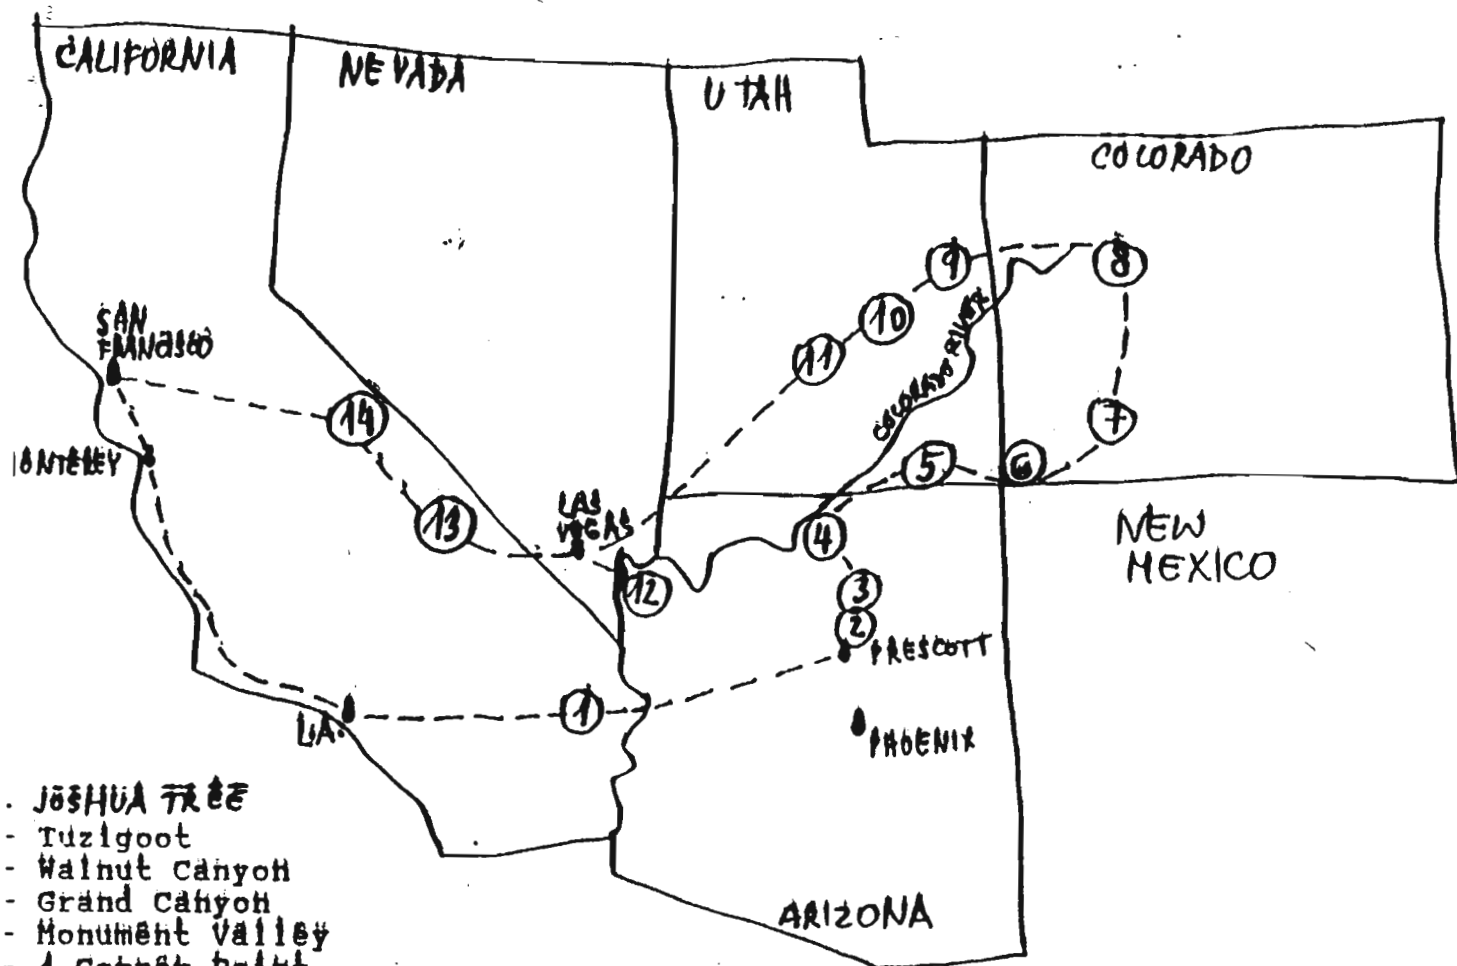 CALIFORNIA
NEVADA
UTAH
COLORADO
9
8
10
SAN
FRANCISCO
11
COLORADO RIVER
14
7
ONTEREY
5
6
LAS
VEGAS
13
4
NEW
MEXICO
12
3
2
PRESCOTT
1
L.A.
PHOENIX
. JOSHUA TREE
- Tuzigoot
- Walnut Canyon
- Grand Canyon
- Monument Valley
ARIZONA